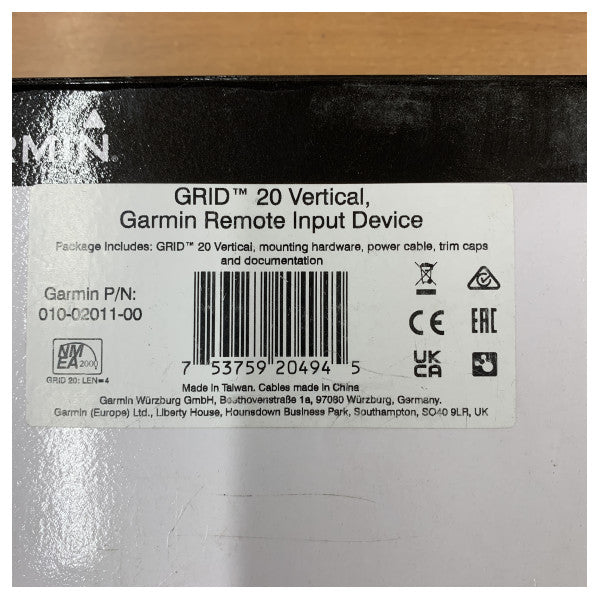 RMIN
GRID™ 20 Vertical,
Garmin Remote Input Device
Package Includes: GRID™ 20 Vertical, mounting hardware, power cable, trim caps
and documentation
Garmin P/N:
010-02011-00
NMEA 2000
GRID 20: LEN=4
7 53759 20494 5
CE
EAC
UK
CA
Made in Taiwan. Cables made in China
Garmin Würzburg GmbH, Beethovenstraße 1a, 97080 Würzburg, Germany.
Garmin (Europe) Ltd., Liberty House, Hounsdown Business Park, Southampton, SO40 9LR, UK